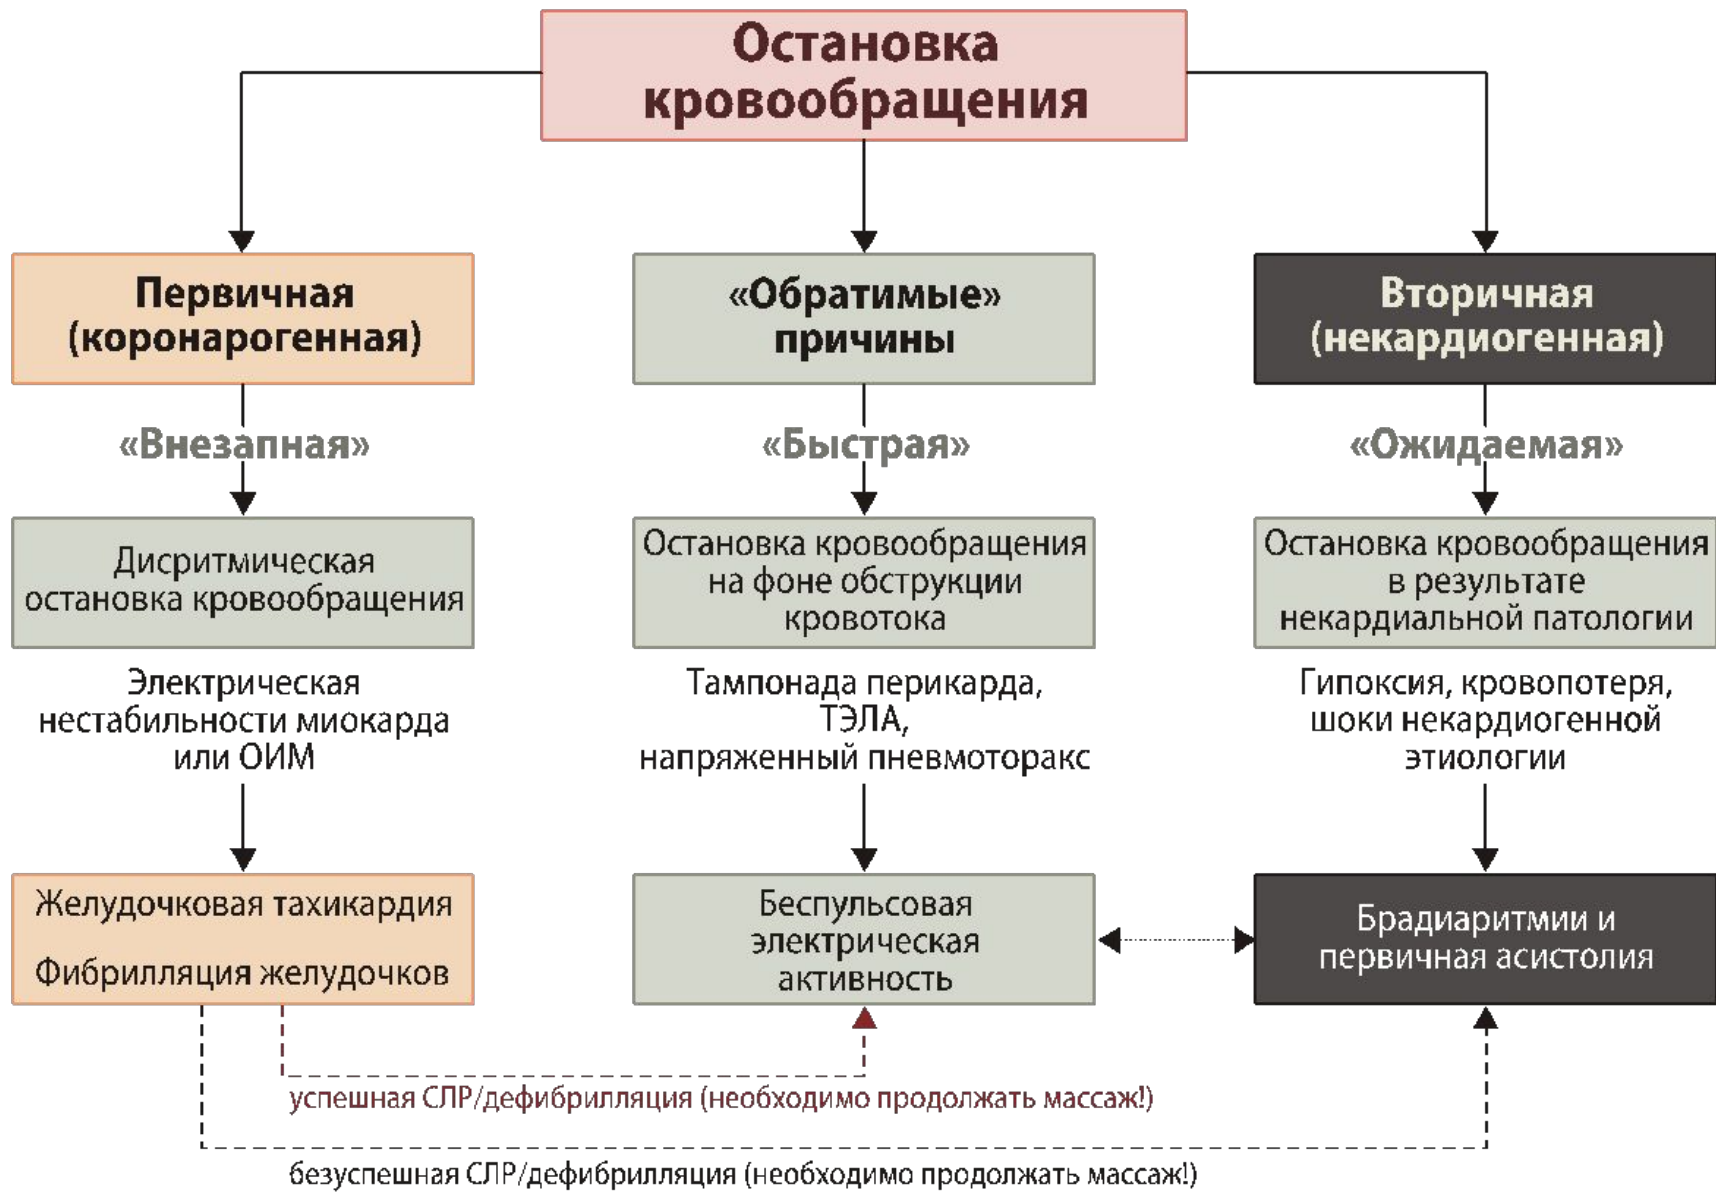 Остановка
кровообращения
Первичная
(коронарогенная)
«Обратимые»
причины
Вторичная
(некардиогенная)
«Внезапная»
«Быстрая»
«Ожидаемая»
Дисритмическая
остановка кровообращения
Остановка кровообращения
на фоне обструкции
кровотока
Остановка кровообращения
в результате
некардиальной патологии
Электрическая
нестабильности миокарда
или ОИМ
Тампонада перикарда,
ТЭЛА,
напряженный пневмоторакс
Гипоксия, кровопотеря,
шоки некардиогенной
этиологии
Желудочковая тахикардия
Фибрилляция желудочков
Беспульсовая
электрическая
активность
Брадиаритмии и
первичная асистолия
успешная СЛР/дефибрилляция (необходимо продолжать массаж!)
безуспешная СЛР/дефибрилляция (необходимо продолжать массаж!)